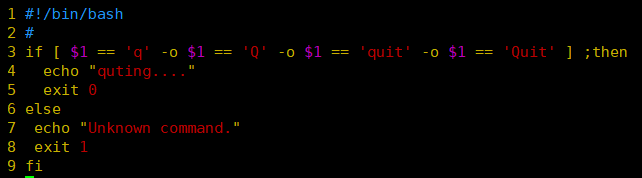 1 #!/bin/bash
2 #
3 if [ $1 == 'q' -o $1 == 'Q' -o $1 == 'quit' -o $1 == 'Quit' ] ;then
4   echo "quting...."
5   exit 0
6 else
7  echo "Unknown command."
8  exit 1
9 fi